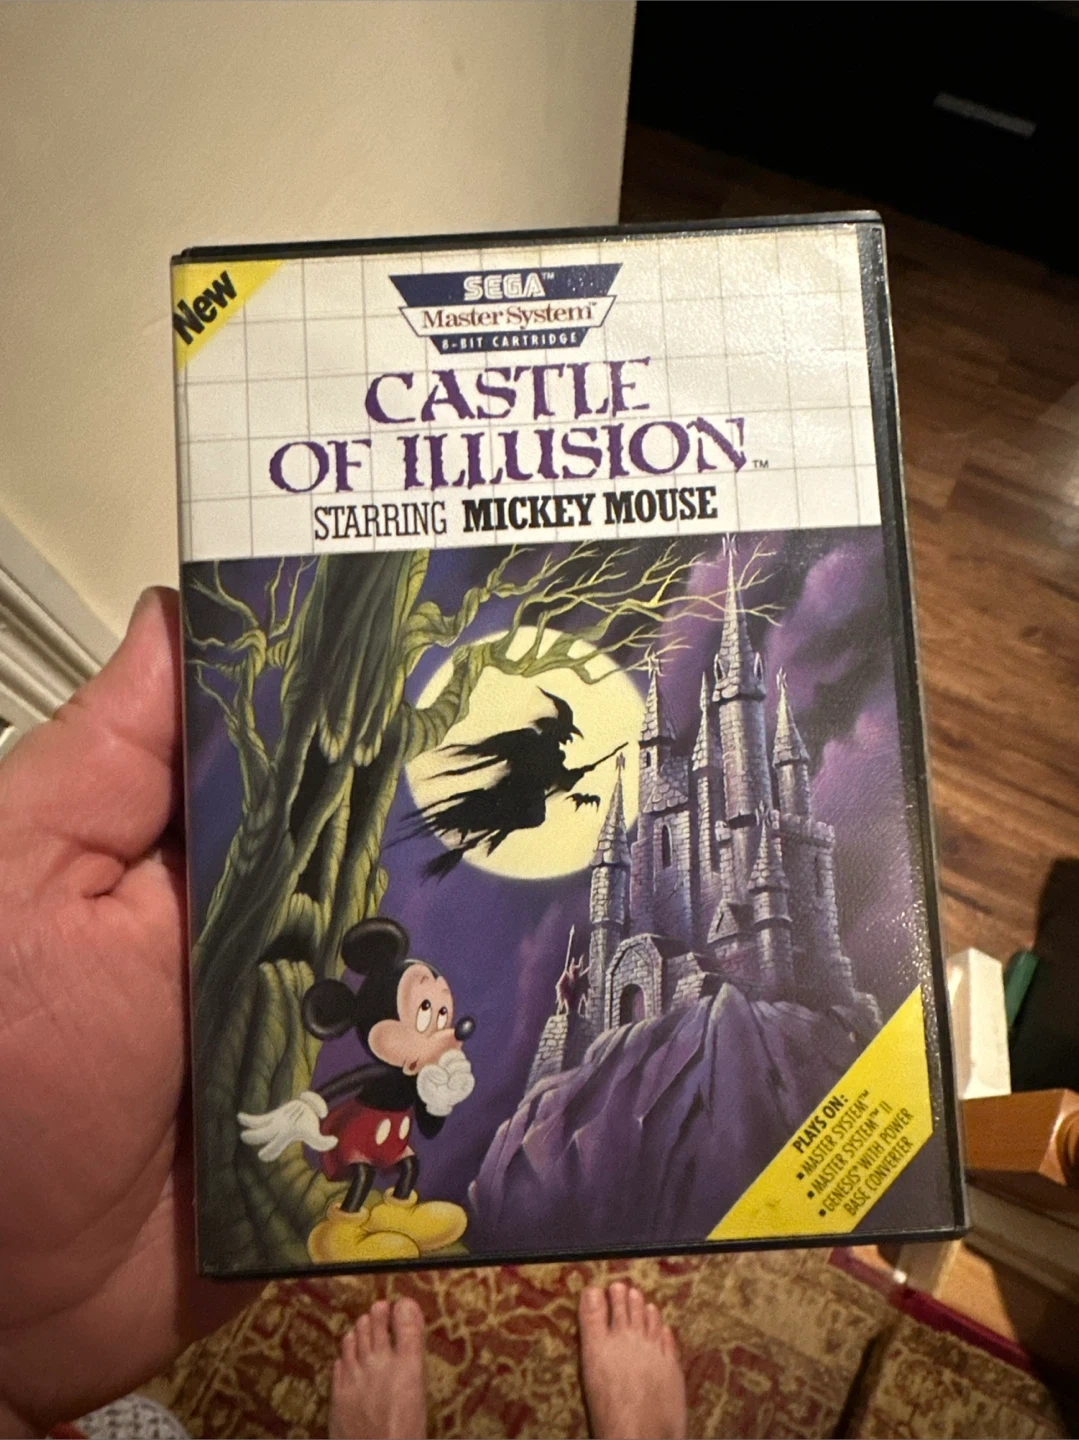 New
SEGA™
Master System™
8-BIT CARTRIDGE
CASTLE
OF ILLUSION™
STARRING MICKEY MOUSE
PLAYS ON:
• MASTER SYSTEM™
• MASTER SYSTEM™ II
• GENESIS® WITH POWER
BASE CONVERTER